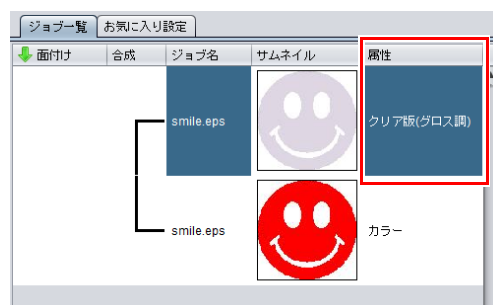 ジョブ一覧 お気に入り設定
面付け 合成 ジョブ名 サムネイル 属性
smile.eps クリア版(グロス調)
smile.eps カラー